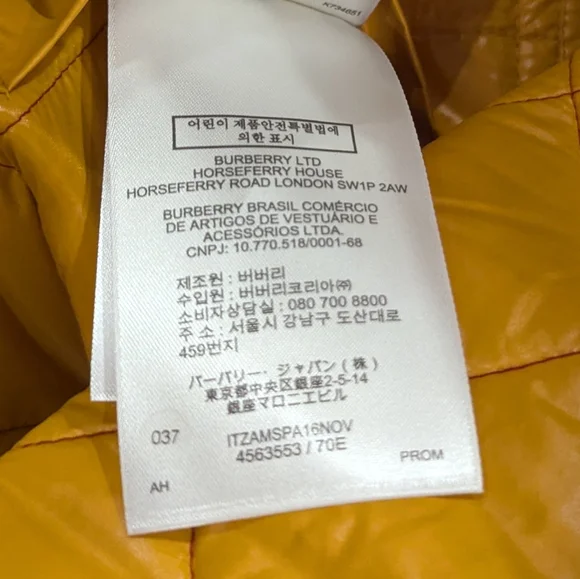 K734651
어린이 제품안전특별법에
의한 표시
BURBERRY LTD
HORSEFERRY HOUSE
HORSEFERRY ROAD LONDON SW1P 2AW
BURBERRY BRASIL COMÉRCIO
DE ARTIGOS DE VESTUÁRIO E
ACESSÓRIOS LTDA.
CNPJ: 10.770.518/0001-68
제조원 : 버버리
수입원 : 버버리코리아㈜
소비자상담실 : 080 700 8800
주 소 : 서울시 강남구 도산대로
459번지
バーバリー・ジャパン(株)
東京都中央区銀座2-5-14
銀座マロニエビル
037
ITZAMSPA16NOV
4563553 / 70E
PROM
AH